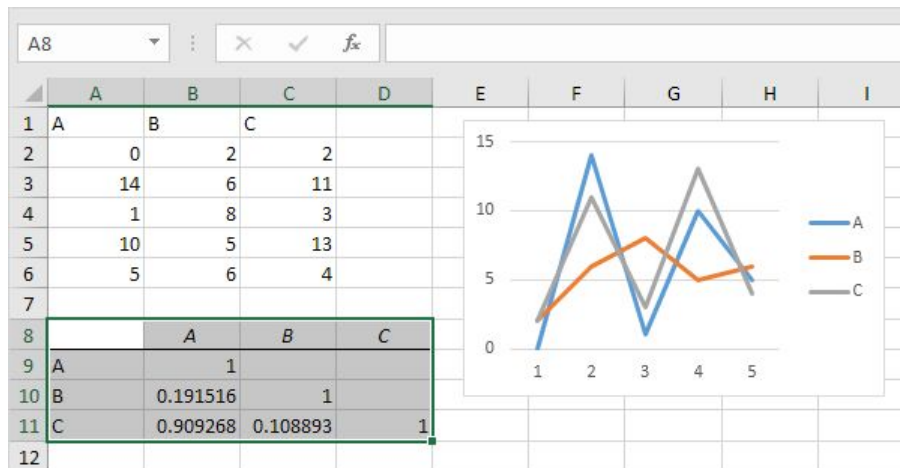 A8 fx
A B C D E F G H I
1 A B C
2 0 2 2
3 14 6 11
4 1 8 3
5 10 5 13
6 5 6 4
7
8 A B C
9 A 1
10 B 0.191516 1
11 C 0.909268 0.108893 1
12
15
10
5
0
1 2 3 4 5
A
B
C